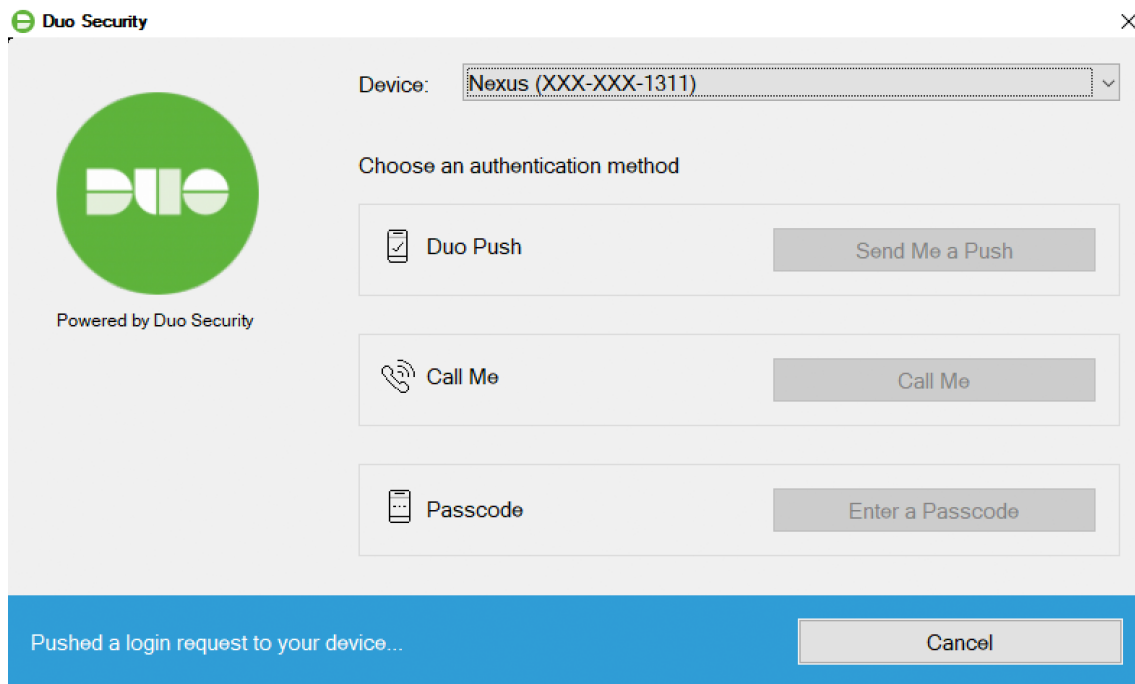 Duo Security
Device: Nexus (XXX-XXX-1311)
Choose an authentication method
DUO
Powered by Duo Security
Duo Push Send Me a Push
Call Me Call Me
Passcode Enter a Passcode
Pushed a login request to your device... Cancel